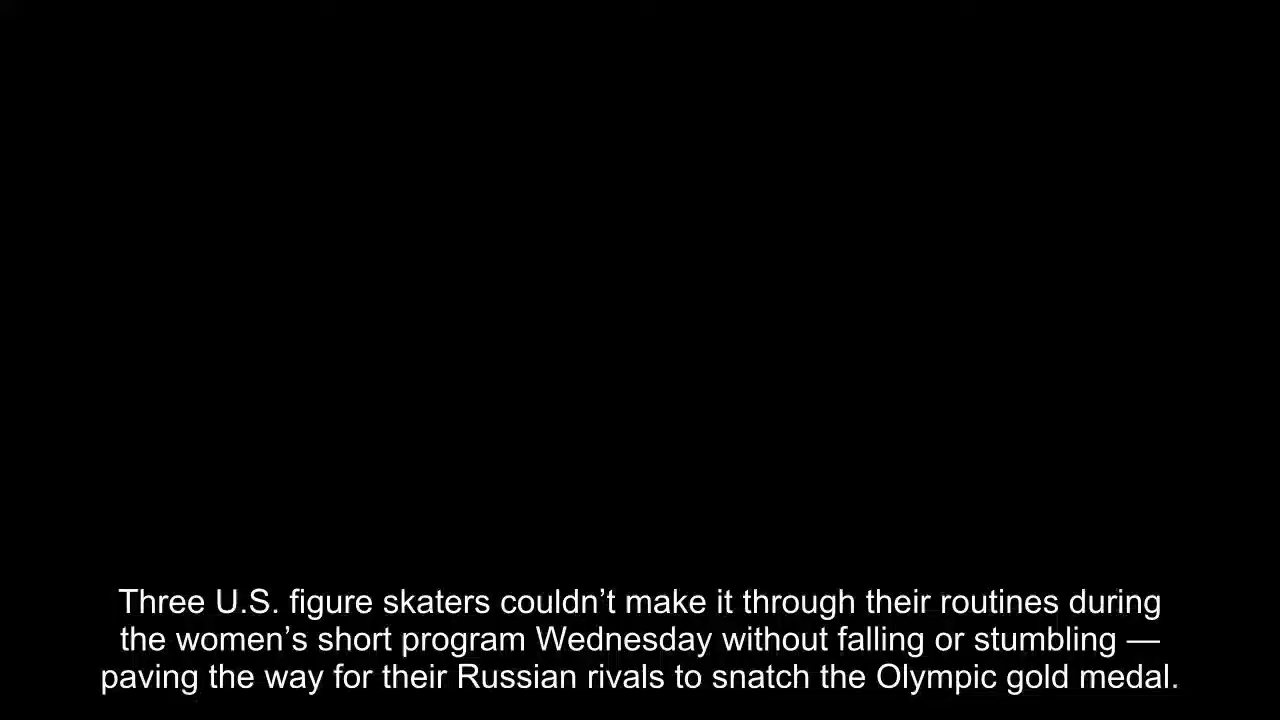 Three U.S. figure skaters couldn’t make it through their routines during
the women’s short program Wednesday without falling or stumbling —
paving the way for their Russian rivals to snatch the Olympic gold medal.